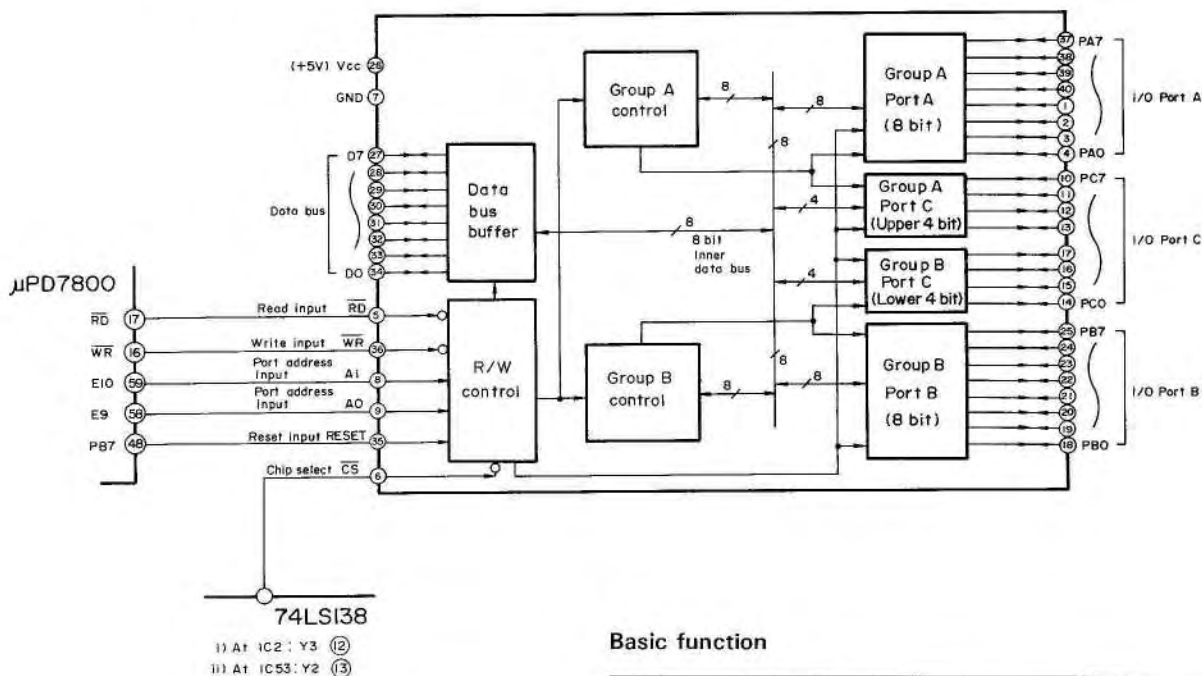 (+5V) Vcc 26
GND 7
Data bus
D7 27
28
29
30
31
32
33
D0 34
Data
bus
buffer
Group A
control
8
8
8
8
8 bit
Inner
data bus
4
4
8
8
8
Group B
control
R/W
control
Group A
Port A
(8 bit)
Group A
Port C
(Upper 4 bit)
Group B
Port C
(Lower 4 bit)
Group B
Port B
(8 bit)
37 PA7
38
39
40
1
2
3
4 PA0
I/O Port A
10 PC7
11
12
13
17
16
15
14 PC0
I/O Port C
25 PB7
24
23
22
21
20
19
18 PB0
I/O Port B
μPD7800
RD 17 Read input RD 5
WR 16 Write input WR 36
E10 59 Port address input A1 8
E9 58 Port address input A0 9
PB7 48 Reset input RESET 35
Chip select CS 6
74LS138
i) At IC2 : Y3 12
ii) At IC53 : Y2 13
Basic function